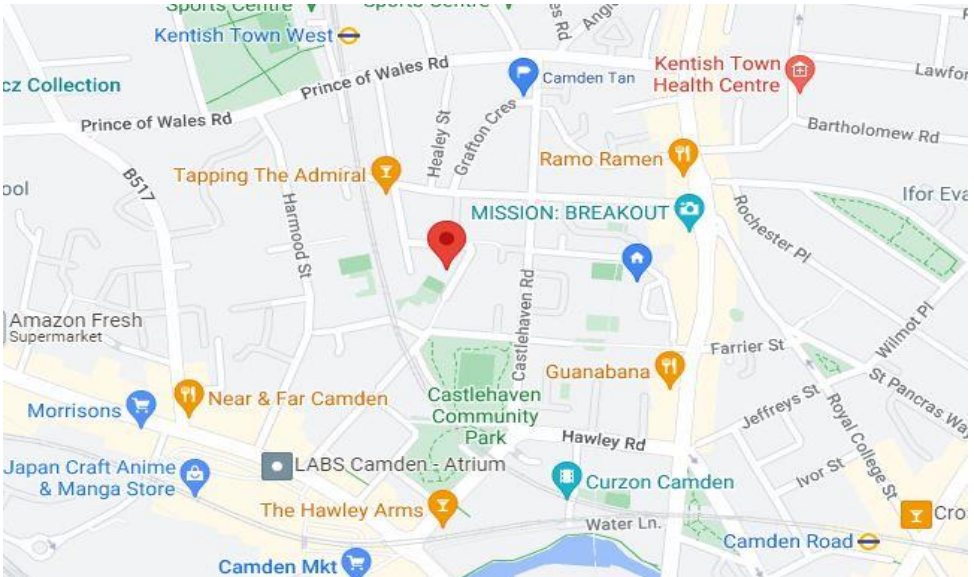 Sports Centre
Sports Centre
Kentish Town West
Prince of Wales Rd
Camden Tan
Kentish Town
Health Centre
cz Collection
Prince of Wales Rd
Healey St
Grafton Cres
Bartholomew Rd
Ramo Ramen
Tapping The Admiral
B517
ool
Harmood St
MISSION: BREAKOUT
Rochester Pl
Castlehaven Rd
Amazon Fresh
Supermarket
Farrier St
Wilmot Pl
Guanabana
St Pancras Way
Near & Far Camden
Morrisons
Castlehaven
Community
Park
Jeffreys St
Royal College St
Hawley Rd
LABS Camden - Atrium
Ivor St
Japan Craft Anime
& Manga Store
Curzon Camden
The Hawley Arms
Water Ln.
Camden Road
Camden Mkt